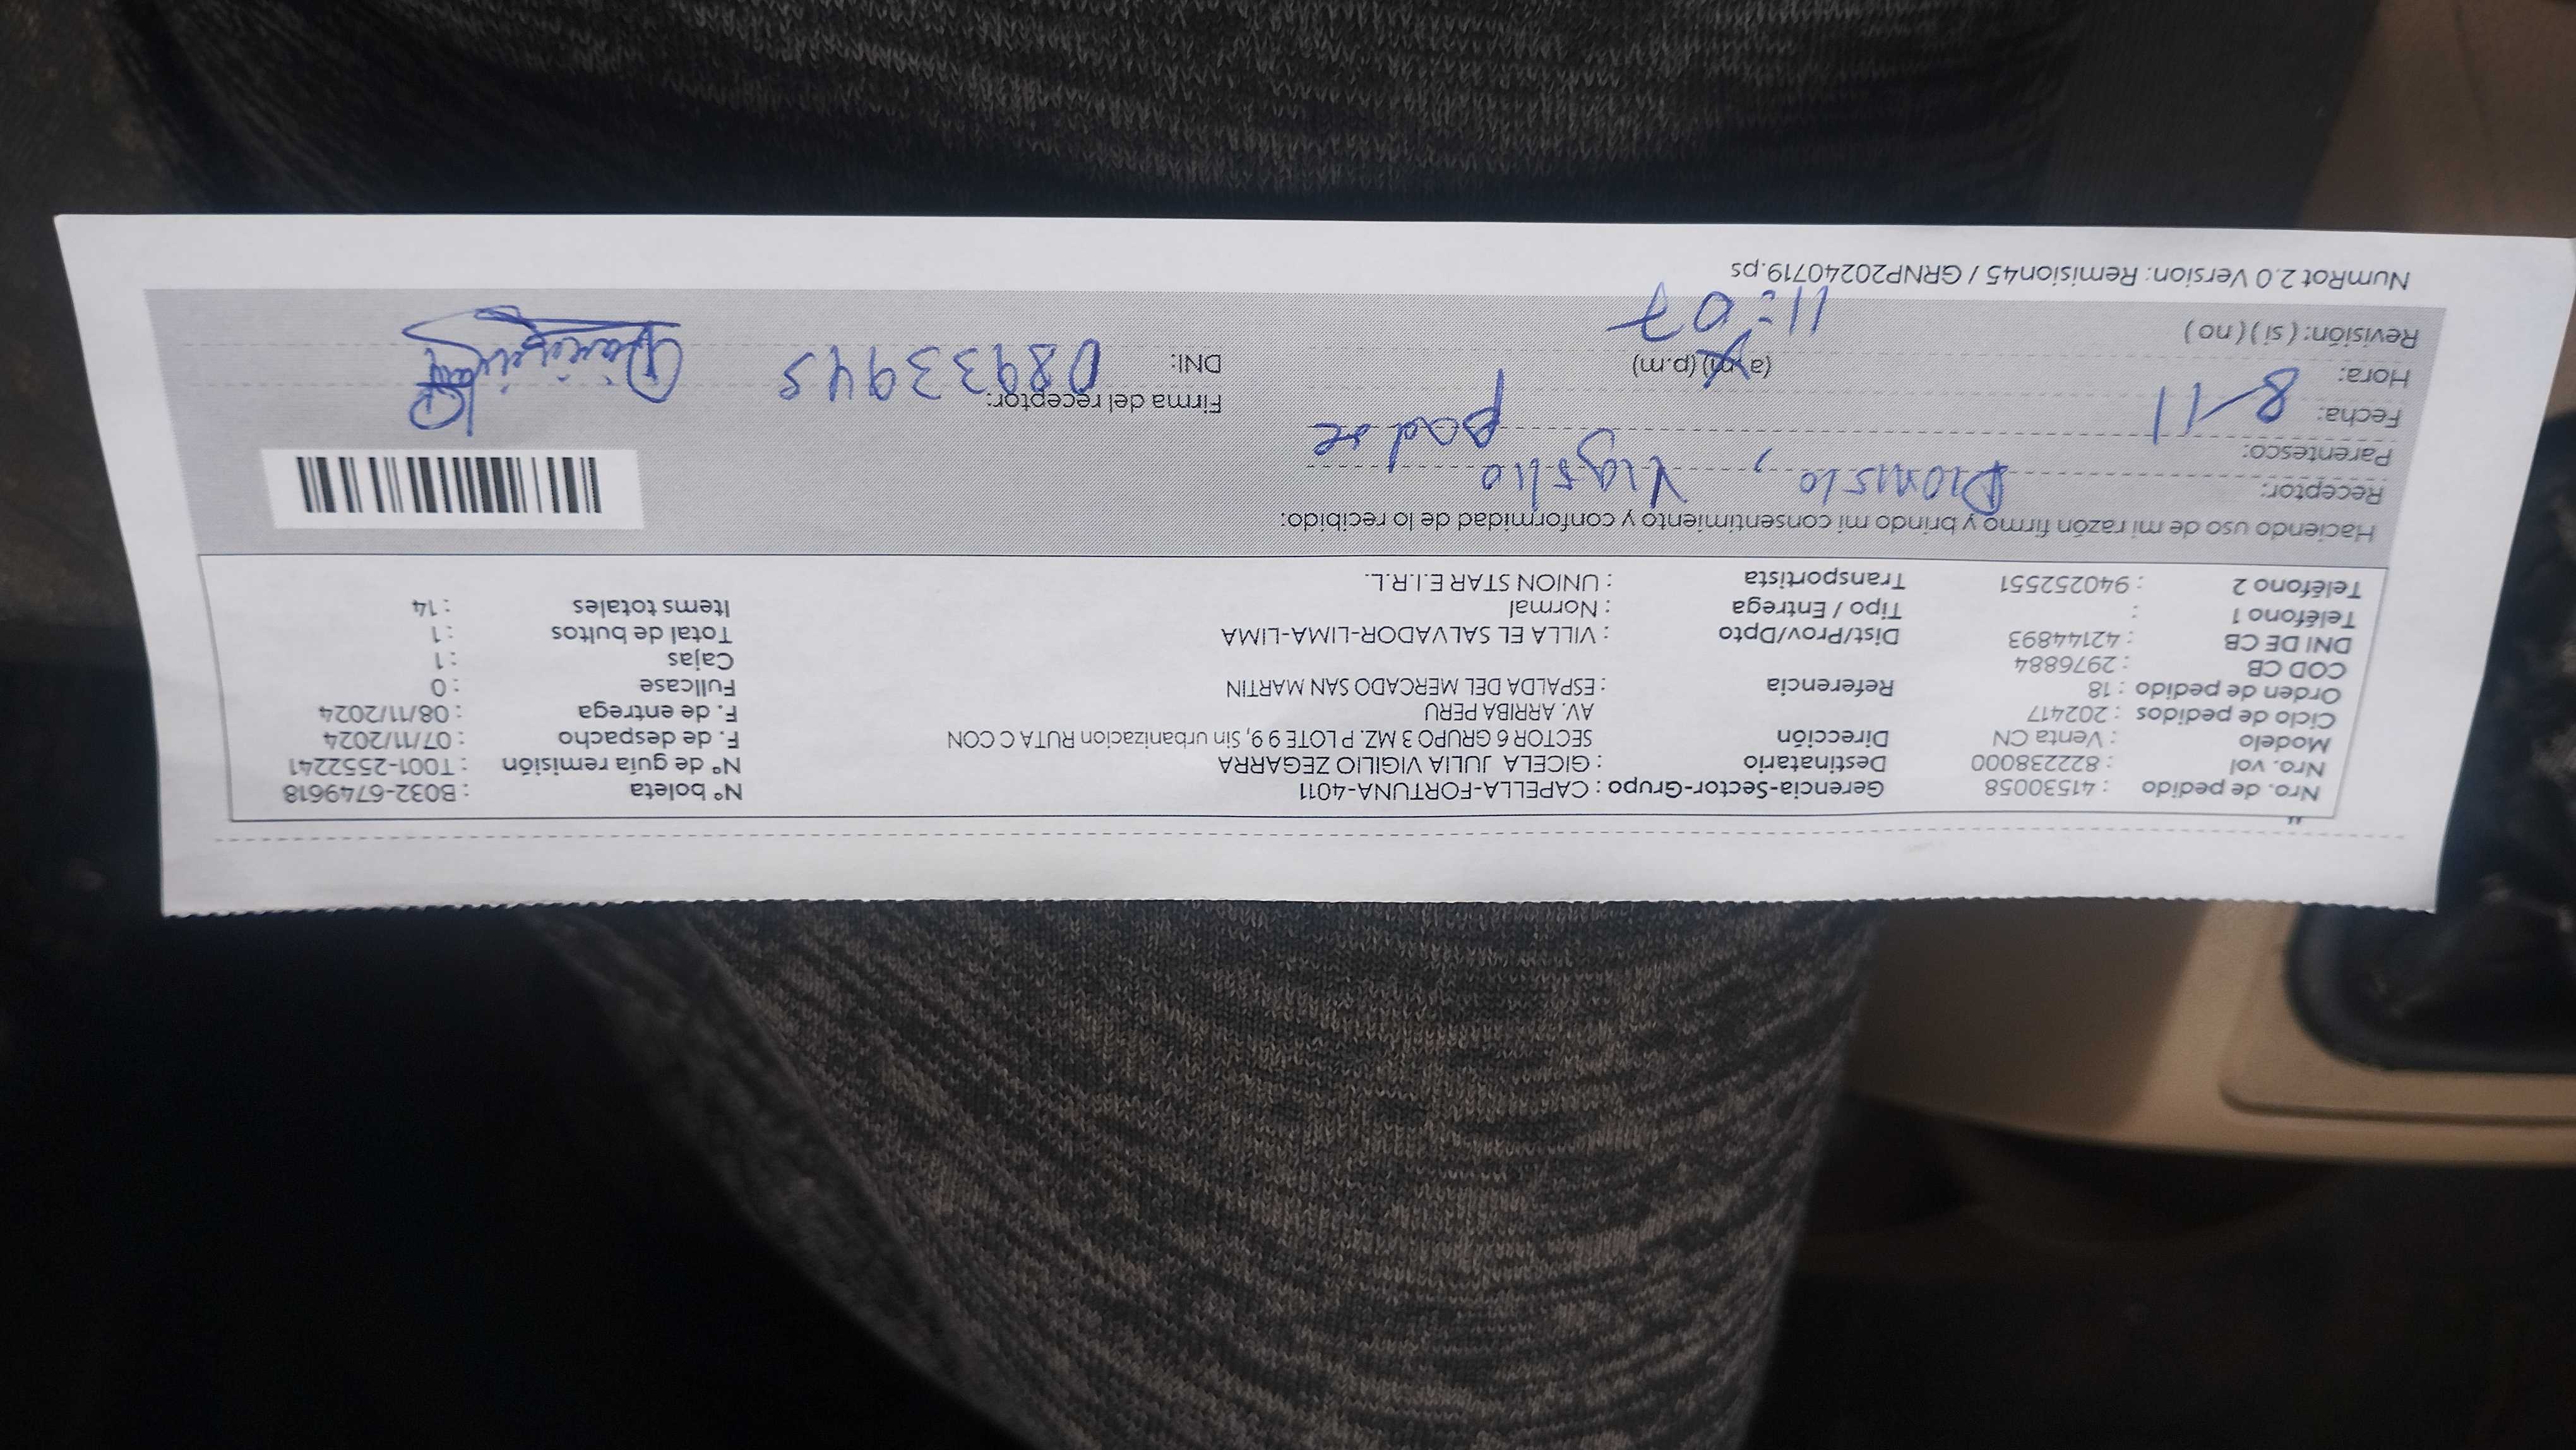 Nro. de pedido : 41530058 Gerencia-Sector-Grupo : CAPELLA-FORTUNA-4011 Nº boleta : B032-6749618
Nro. vol : 822238000 Destinatario : GICELA JULIA VIGILIO ZEGARRA Nº de guía remisión : T001-2552241
Modelo : Venta CN Dirección SECTOR 6 GRUPO 3 MZ. P LOTE 9 9, Sin urbanizacion RUTA C CON F. de despacho : 07/11/2024
Ciclo de pedidos : 202417 AV. ARRIBA PERU F. de entrega : 08/11/2024
Orden de pedido : 18 Referencia : ESPALDA DEL MERCADO SAN MARTIN Fullcase : 0
COD CB : 2976884 Cajas : 1
DNI DE CB : 42144893 Dist/Prov/Dpto : VILLA EL SALVADOR-LIMA-LIMA Total de bultos : 1
Teléfono 1 : Tipo / Entrega : Normal Items totales : 14
Teléfono 2 : 940252551 Transportista : UNION STAR E.I.R.L.
Haciendo uso de mi razón firmo y brindo mi consentimiento y conformidad de lo recibido:
Receptor: Dionisio, Vigilio
Parentesco: padre
Fecha: 8-11 Firma del receptor:
Hora: (a.m) (p.m) DNI: 08933945
Revisión: ( si ) ( no ) 11:07
NumRot 2.0 Version: Remision45 / GRNP20240719.ps